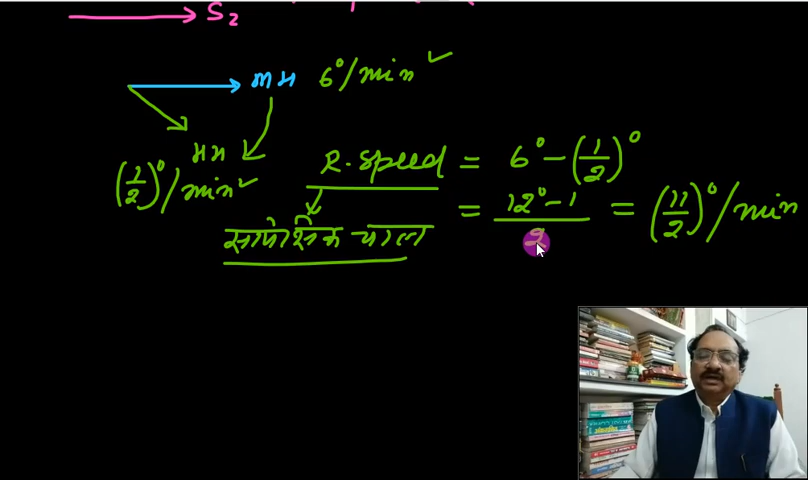 S₂
mH 6°/min ✓
HH
(1/2)°/min ✓
R. Speed = 6° - (1/2)°
= 12° - 1 / 2 = (11/2)°/min
सापेक्षिक चाल